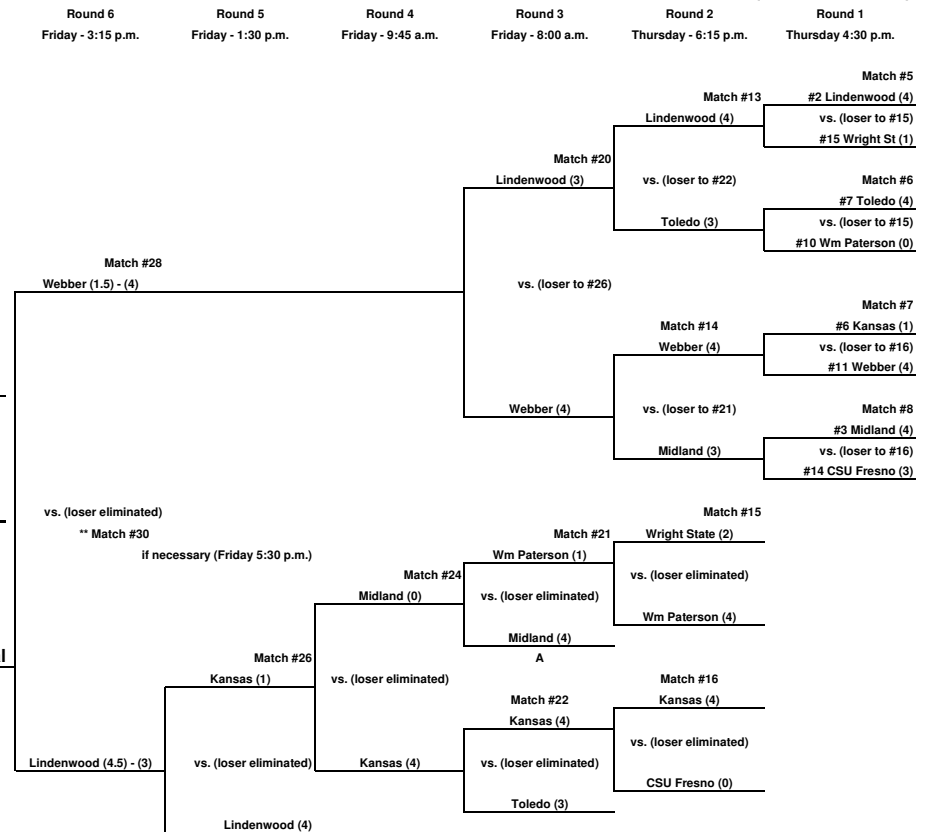 Round 6 Round 5 Round 4 Round 3 Round 2 Round 1
Friday - 3:15 p.m. Friday - 1:30 p.m. Friday - 9:45 a.m. Friday - 8:00 a.m. Thursday - 6:15 p.m. Thursday 4:30 p.m.
Match #5
Match #13 #2 Lindenwood (4)
Lindenwood (4) vs. (loser to #15)
#15 Wright St (1)
Match #20
Lindenwood (3) vs. (loser to #22) Match #6
#7 Toledo (4)
Toledo (3) vs. (loser to #15)
#10 Wm Paterson (0)
Match #28
Webber (1.5) - (4) vs. (loser to #26)
Match #7
Match #14 #6 Kansas (1)
Webber (4) vs. (loser to #16)
#11 Webber (4)
Webber (4) vs. (loser to #21) Match #8
#3 Midland (4)
Midland (3) vs. (loser to #16)
#14 CSU Fresno (3)
vs. (loser eliminated) Match #15
** Match #30 Match #21 Wright State (2)
if necessary (Friday 5:30 p.m.) Wm Paterson (1)
Match #24 vs. (loser eliminated)
Midland (0) vs. (loser eliminated)
Wm Paterson (4)
Midland (4)
Match #26 A
Kansas (1) vs. (loser eliminated) Match #16
Match #22 Kansas (4)
Kansas (4)
vs. (loser eliminated)
Lindenwood (4.5) - (3) vs. (loser eliminated) Kansas (4) vs. (loser eliminated)
CSU Fresno (0)
Toledo (3)
Lindenwood (4)